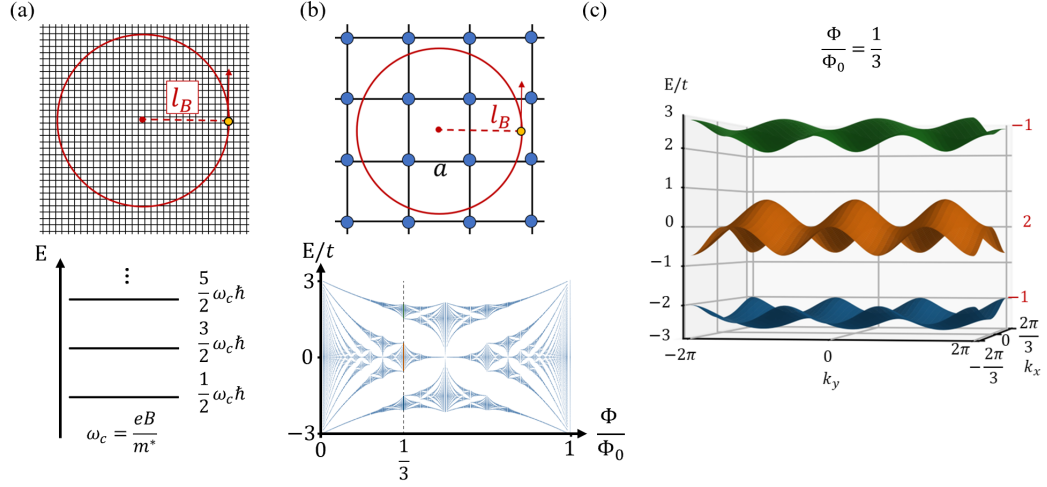 (a)
l_B
E
⋮
5/2 ω_c ħ
3/2 ω_c ħ
1/2 ω_c ħ
ω_c = eB/m*
(b)
l_B
a
E/t
3
0
−3
0
1/3
1
Φ/Φ_0
(c)
Φ/Φ_0 = 1/3
E/t
3
2
1
0
−1
−2
−3
−1
2
−1
−2π
0
2π
k_y
−2π/3
0
2π/3
k_x